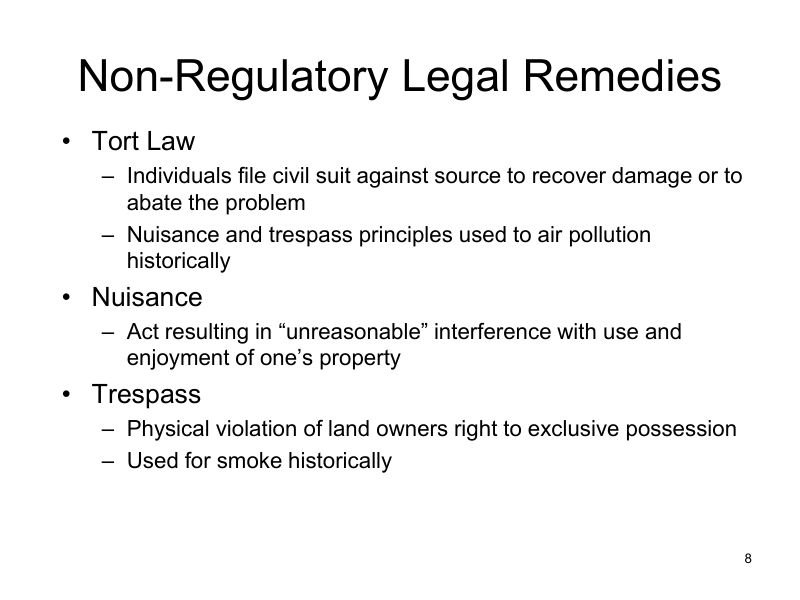 Non-Regulatory Legal Remedies
• Tort Law
– Individuals file civil suit against source to recover damage or to
abate the problem
– Nuisance and trespass principles used to air pollution
historically
• Nuisance
– Act resulting in “unreasonable” interference with use and
enjoyment of one’s property
• Trespass
– Physical violation of land owners right to exclusive possession
– Used for smoke historically
8